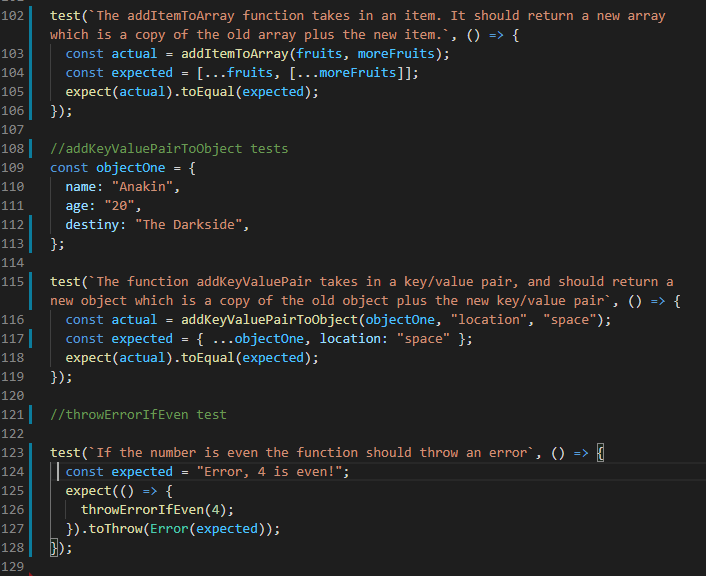 102 test(`The addItemToArray function takes in an item. It should return a new array
which is a copy of the old array plus the new item.`, () => {
103 const actual = addItemToArray(fruits, moreFruits);
104 const expected = [...fruits, [...moreFruits]];
105 expect(actual).toEqual(expected);
106 });
107
108 //addKeyValuePairToObject tests
109 const objectOne = {
110 name: "Anakin",
111 age: "20",
112 destiny: "The Darkside",
113 };
114
115 test(`The function addKeyValuePair takes in a key/value pair, and should return a
new object which is a copy of the old object plus the new key/value pair`, () => {
116 const actual = addKeyValuePairToObject(objectOne, "location", "space");
117 const expected = { ...objectOne, location: "space" };
118 expect(actual).toEqual(expected);
119 });
120
121 //throwErrorIfEven test
122
123 test(`If the number is even the function should throw an error`, () => {
124 const expected = "Error, 4 is even!";
125 expect(() => {
126 throwErrorIfEven(4);
127 }).toThrow(Error(expected));
128 });
129